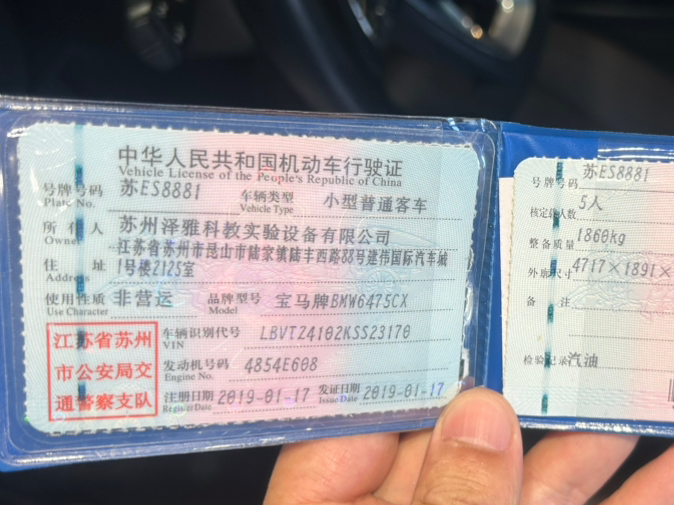 中华人民共和国机动车行驶证
Vehicle License of the People's Republic of China
号牌号码 苏ES8881 车辆类型 小型普通客车
Plate No. Vehicle Type
所有人 苏州泽雅科教实验设备有限公司
Owner
住址 江苏省苏州市昆山市陆家镇陆丰西路88号建伟国际汽车城
1号楼2125室
Address
使用性质 非营运 品牌型号 宝马牌BMW6475CX
Use Character Model
江苏省苏州
市公安局交
通警察支队
车辆识别代号 LBVTZ4102KSS23170
VIN
发动机号码 4854E608
Engine No.
注册日期 2019-01-17 发证日期 2019-01-17
Register Date Issue Date
号牌号码 苏ES8881
核定载人数 5人
整备质量 1860kg
外廓尺寸 4717×1891×
备注
检验记录 汽油